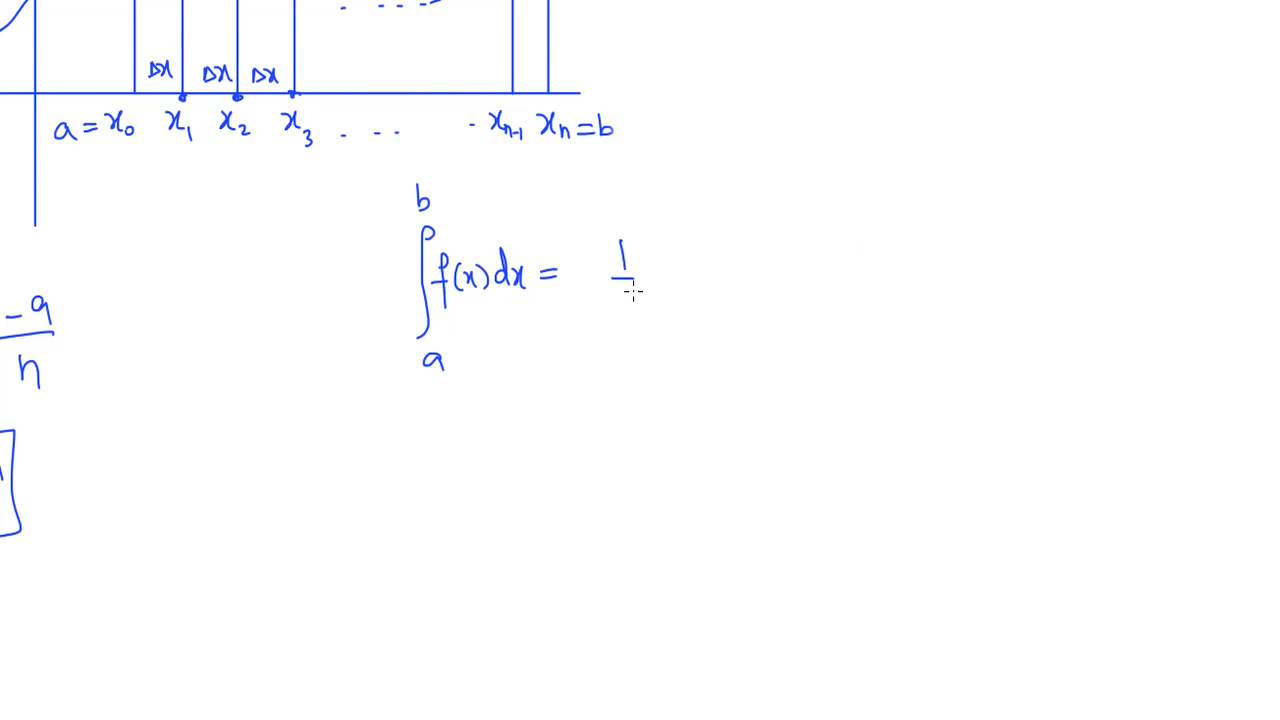 Δx Δx Δx
a = x₀ x₁ x₂ x₃ . . . . . xₙ₋₁ xₙ = b
b
∫ f(x) dx = 1
a
- a
n
]